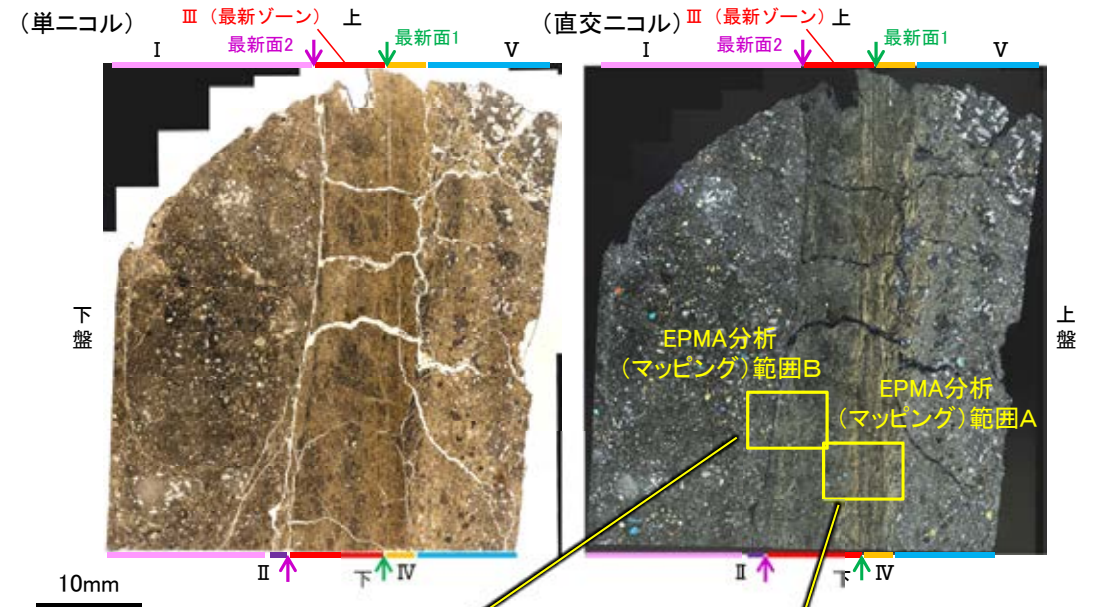 (単ニコル)
Ⅲ(最新ゾーン)
上
Ⅰ
最新面2
最新面1
Ⅴ
下盤
Ⅱ
下
Ⅳ
10mm
(直交ニコル)
Ⅲ(最新ゾーン)
上
Ⅰ
最新面2
最新面1
Ⅴ
EPMA分析
(マッピング)範囲B
EPMA分析
(マッピング)範囲A
上盤
Ⅱ
下
Ⅳ